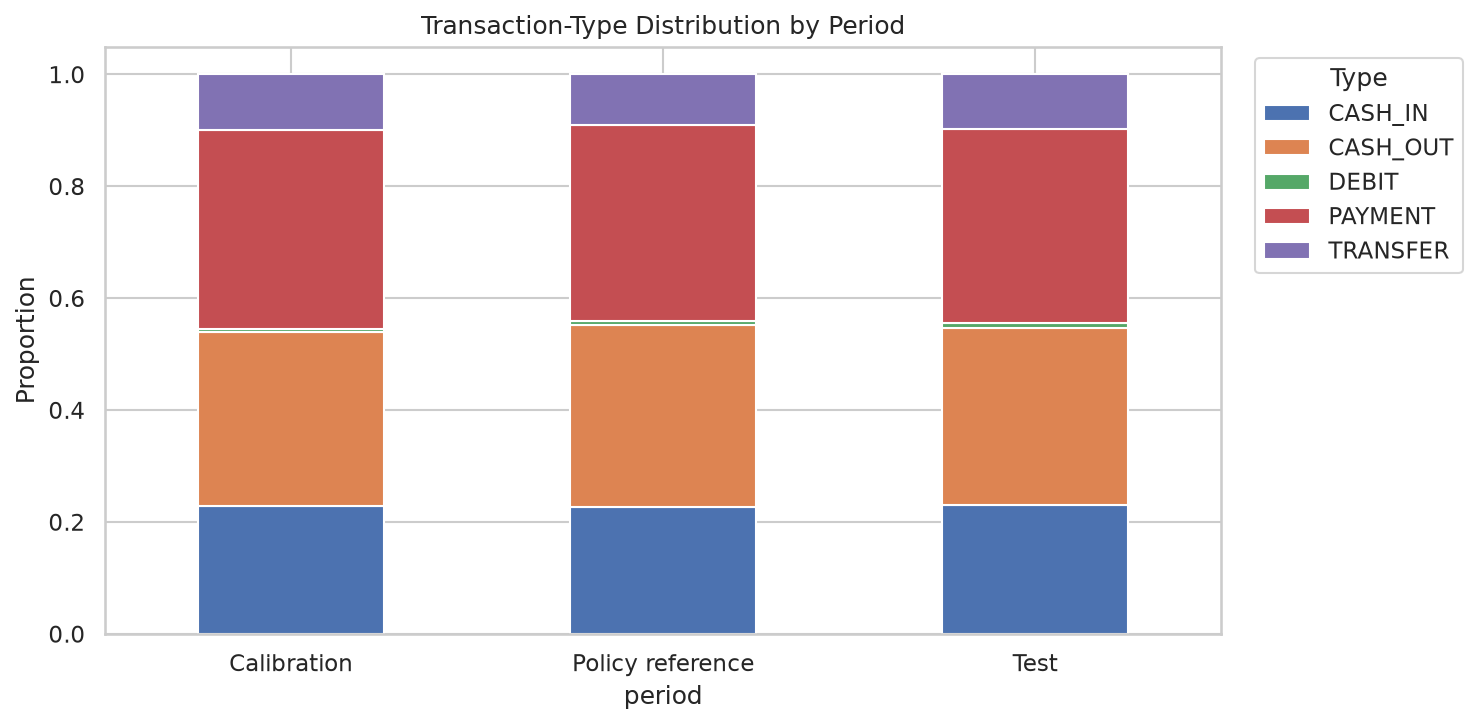 Transaction-Type Distribution by Period
1.0
0.8
0.6
0.4
0.2
0.0
Proportion
Calibration
Policy reference
Test
period
Type
CASH_IN
CASH_OUT
DEBIT
PAYMENT
TRANSFER